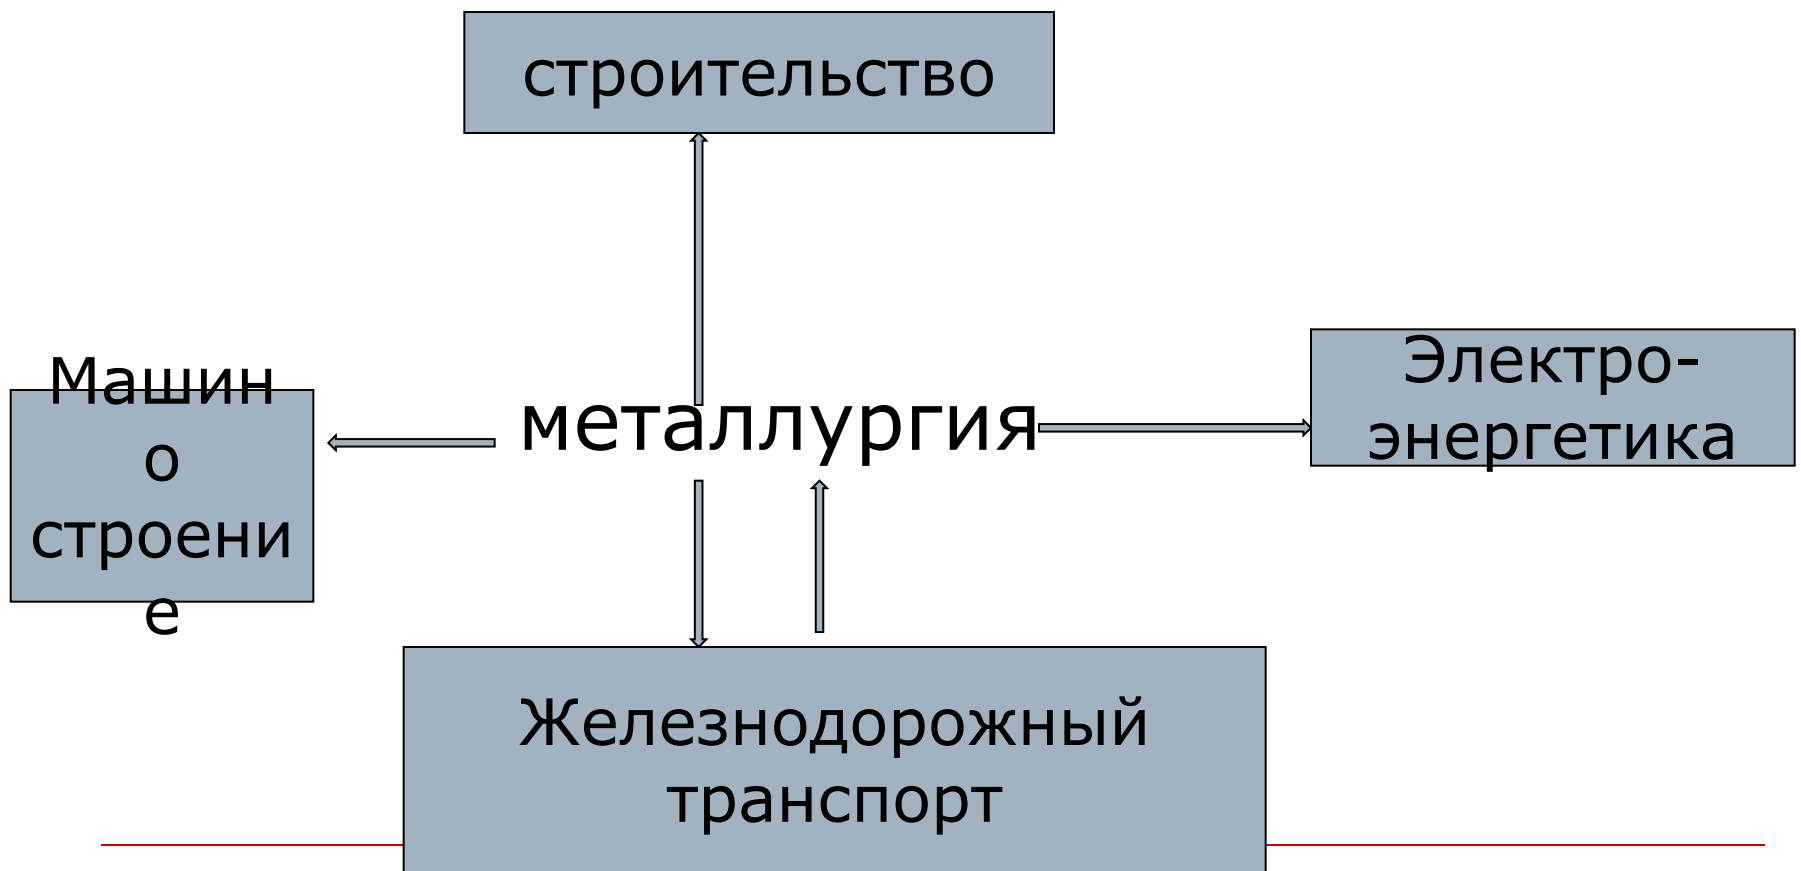 строительство
Машин
о
строени
е
металлургия
Электро-
энергетика
Железнодорожный
транспорт